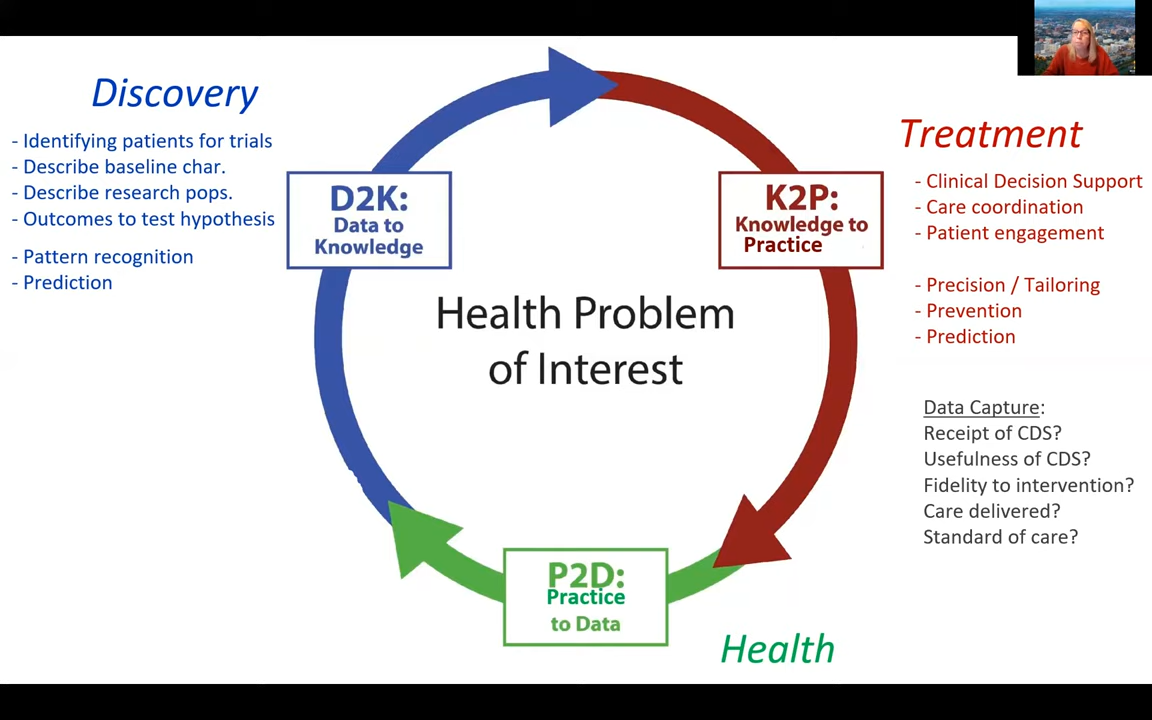 Discovery
- Identifying patients for trials
- Describe baseline char.
- Describe research pops.
- Outcomes to test hypothesis
- Pattern recognition
- Prediction
D2K:
Data to
Knowledge
K2P:
Knowledge to
Practice
Treatment
- Clinical Decision Support
- Care coordination
- Patient engagement
- Precision / Tailoring
- Prevention
- Prediction
Health Problem
of Interest
Data Capture:
Receipt of CDS?
Usefulness of CDS?
Fidelity to intervention?
Care delivered?
Standard of care?
P2D:
Practice
to Data
Health